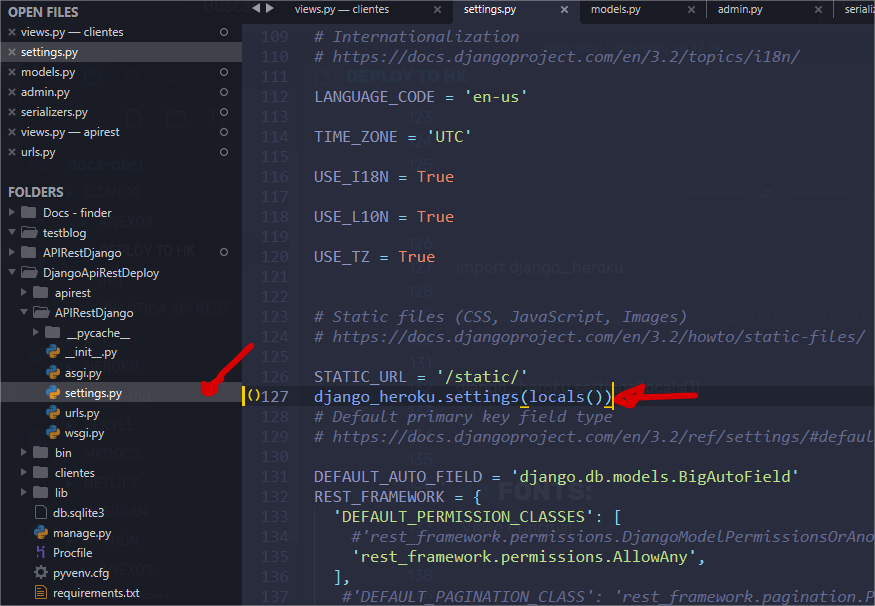 OPEN FILES
views.py — clientes
settings.py
models.py
admin.py
serializers.py
views.py — apirest
urls.py
FOLDERS
Docs - finder
testblog
APIRestDjango
DjangoApiRestDeploy
apirest
APIRestDjango
__pycache__
__init__.py
asgi.py
settings.py
urls.py
wsgi.py
bin
clientes
lib
db.sqlite3
manage.py
Procfile
pyvenv.cfg
requirements.txt
views.py — clientes
settings.py
models.py
admin.py
seriali
109 # Internationalization
110 # https://docs.djangoproject.com/en/3.2/topics/i18n/
111
112 LANGUAGE_CODE = 'en-us'
113
114 TIME_ZONE = 'UTC'
115
116 USE_I18N = True
117
118 USE_L10N = True
119
120 USE_TZ = True
121
122
123 # Static files (CSS, JavaScript, Images)
124 # https://docs.djangoproject.com/en/3.2/howto/static-files/
125
126 STATIC_URL = '/static/'
127 django_heroku.settings(locals())
128 # Default primary key field type
129 # https://docs.djangoproject.com/en/3.2/ref/settings/#defaul
130
131 DEFAULT_AUTO_FIELD = 'django.db.models.BigAutoField'
132 REST_FRAMEWORK = {
133 'DEFAULT_PERMISSION_CLASSES': [
134 #'rest_framework.permissions.DjangoModelPermissionsOrAno
135 'rest_framework.permissions.AllowAny',
136 ],
137 #'DEFAULT_PAGINATION_CLASS': 'rest_framework.pagination.P
DEPLOY TO HK
import django_heroku
FONTS: